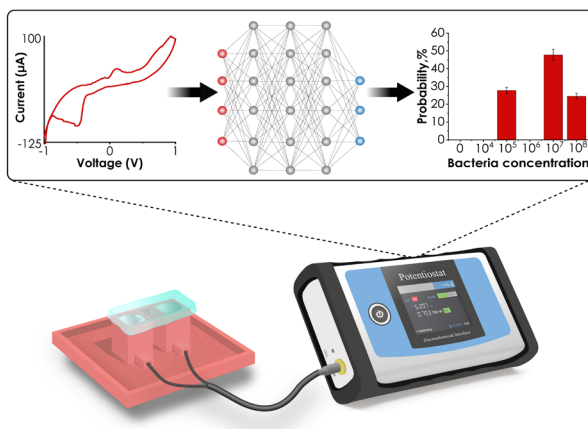 100
Current (µA)
-125
-1
0
1
Voltage (V)
Probability,%
60
50
40
30
20
10
0
0 10⁴ 10⁵ 10⁶ 10⁷ 10⁸
Bacteria concentration
Potentiostat
Electrochemical Interface